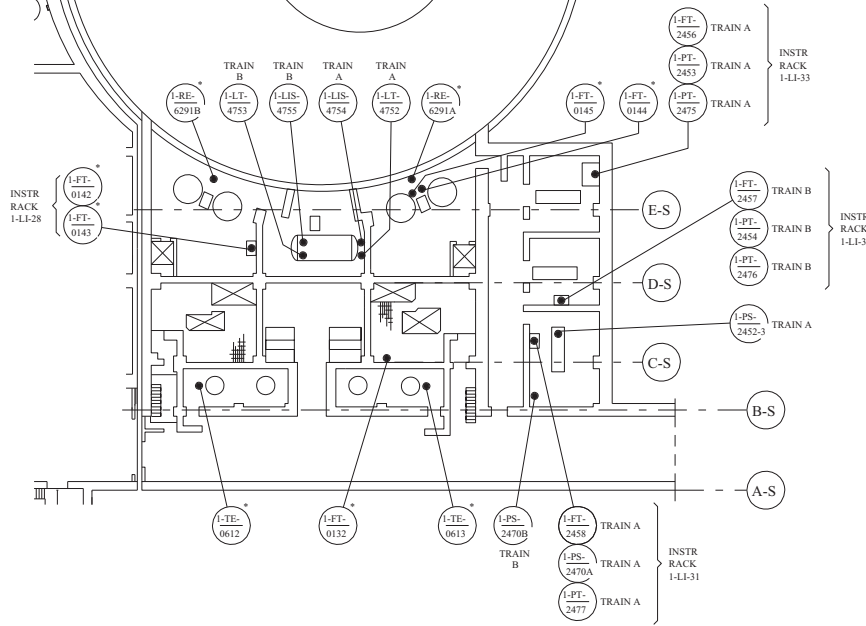 1-FT-
2456 TRAIN A
1-PT-
2453 TRAIN A
1-PT-
2475 TRAIN A
INSTR
RACK
1-LI-33
TRAIN
B
TRAIN
B
TRAIN
A
TRAIN
A
1-RE- *
6291B
1-LT-
4753
1-LIS-
4755
1-LIS-
4754
1-LT-
4752
1-RE- *
6291A
1-FT- *
0145
1-FT- *
0144
INSTR
RACK
1-LI-28
1-FT- *
0142
1-FT- *
0143
1-FT-
2457 TRAIN B
1-PT-
2454 TRAIN B
1-PT-
2476 TRAIN B
INSTR
RACK
1-PS-
2452-3 TRAIN A
E-S
D-S
C-S
B-S
A-S
1-TE- *
0612
1-FT- *
0132
1-TE- *
0613
1-PS-
2470B
TRAIN
B
1-FT-
2458 TRAIN A
1-PS-
2470A TRAIN A
1-PT-
2477 TRAIN A
INSTR
RACK
1-LI-31